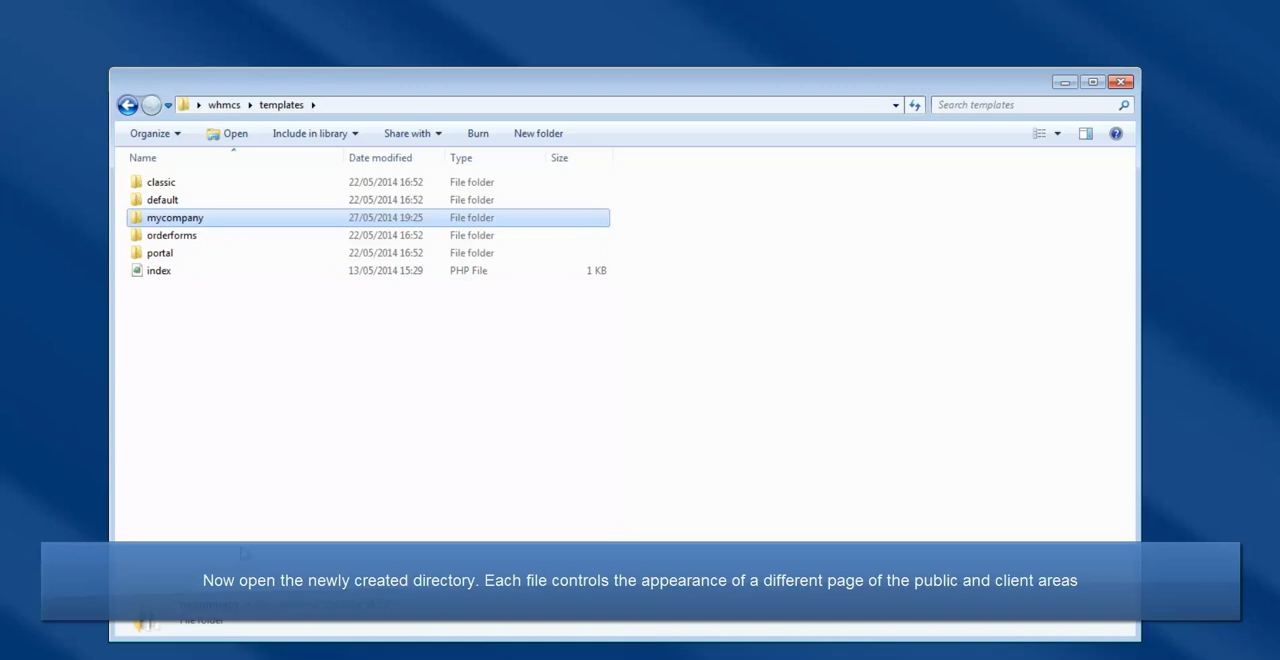 whmcs templates Search templates
Organize Open Include in library Share with Burn New folder
Name Date modified Type Size
classic 22/05/2014 16:52 File folder
default 22/05/2014 16:52 File folder
mycompany 27/05/2014 19:25 File folder
orderforms 22/05/2014 16:52 File folder
portal 22/05/2014 16:52 File folder
index 13/05/2014 15:29 PHP File 1 KB
Now open the newly created directory. Each file controls the appearance of a different page of the public and client areas
File folder